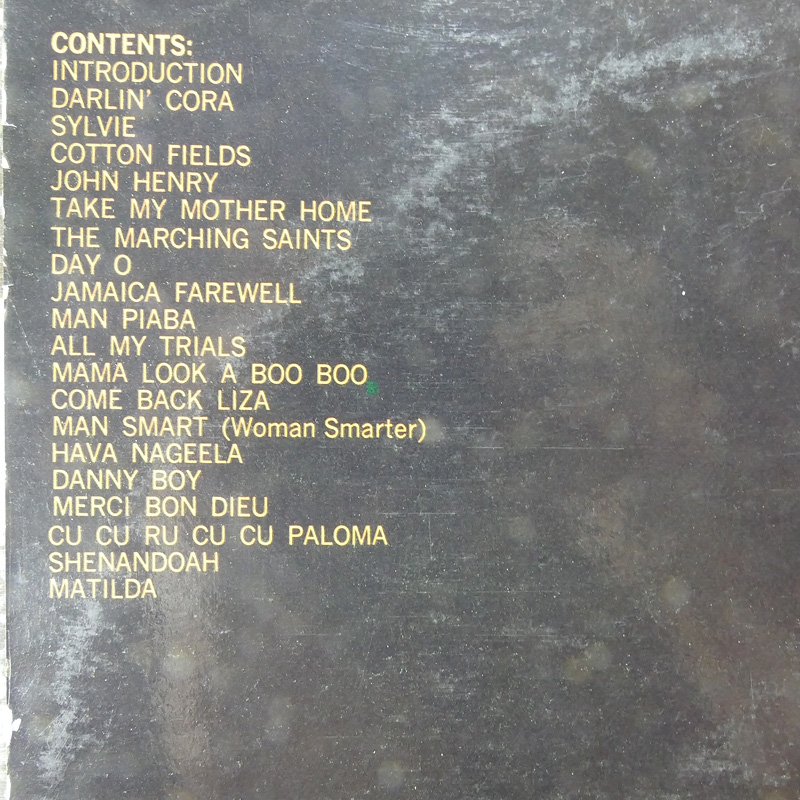 CONTENTS:
INTRODUCTION
DARLIN' CORA
SYLVIE
COTTON FIELDS
JOHN HENRY
TAKE MY MOTHER HOME
THE MARCHING SAINTS
DAY O
JAMAICA FAREWELL
MAN PIABA
ALL MY TRIALS
MAMA LOOK A BOO BOO
COME BACK LIZA
MAN SMART (Woman Smarter)
HAVA NAGEELA
DANNY BOY
MERCI BON DIEU
CU CU RU CU CU PALOMA
SHENANDOAH
MATILDA